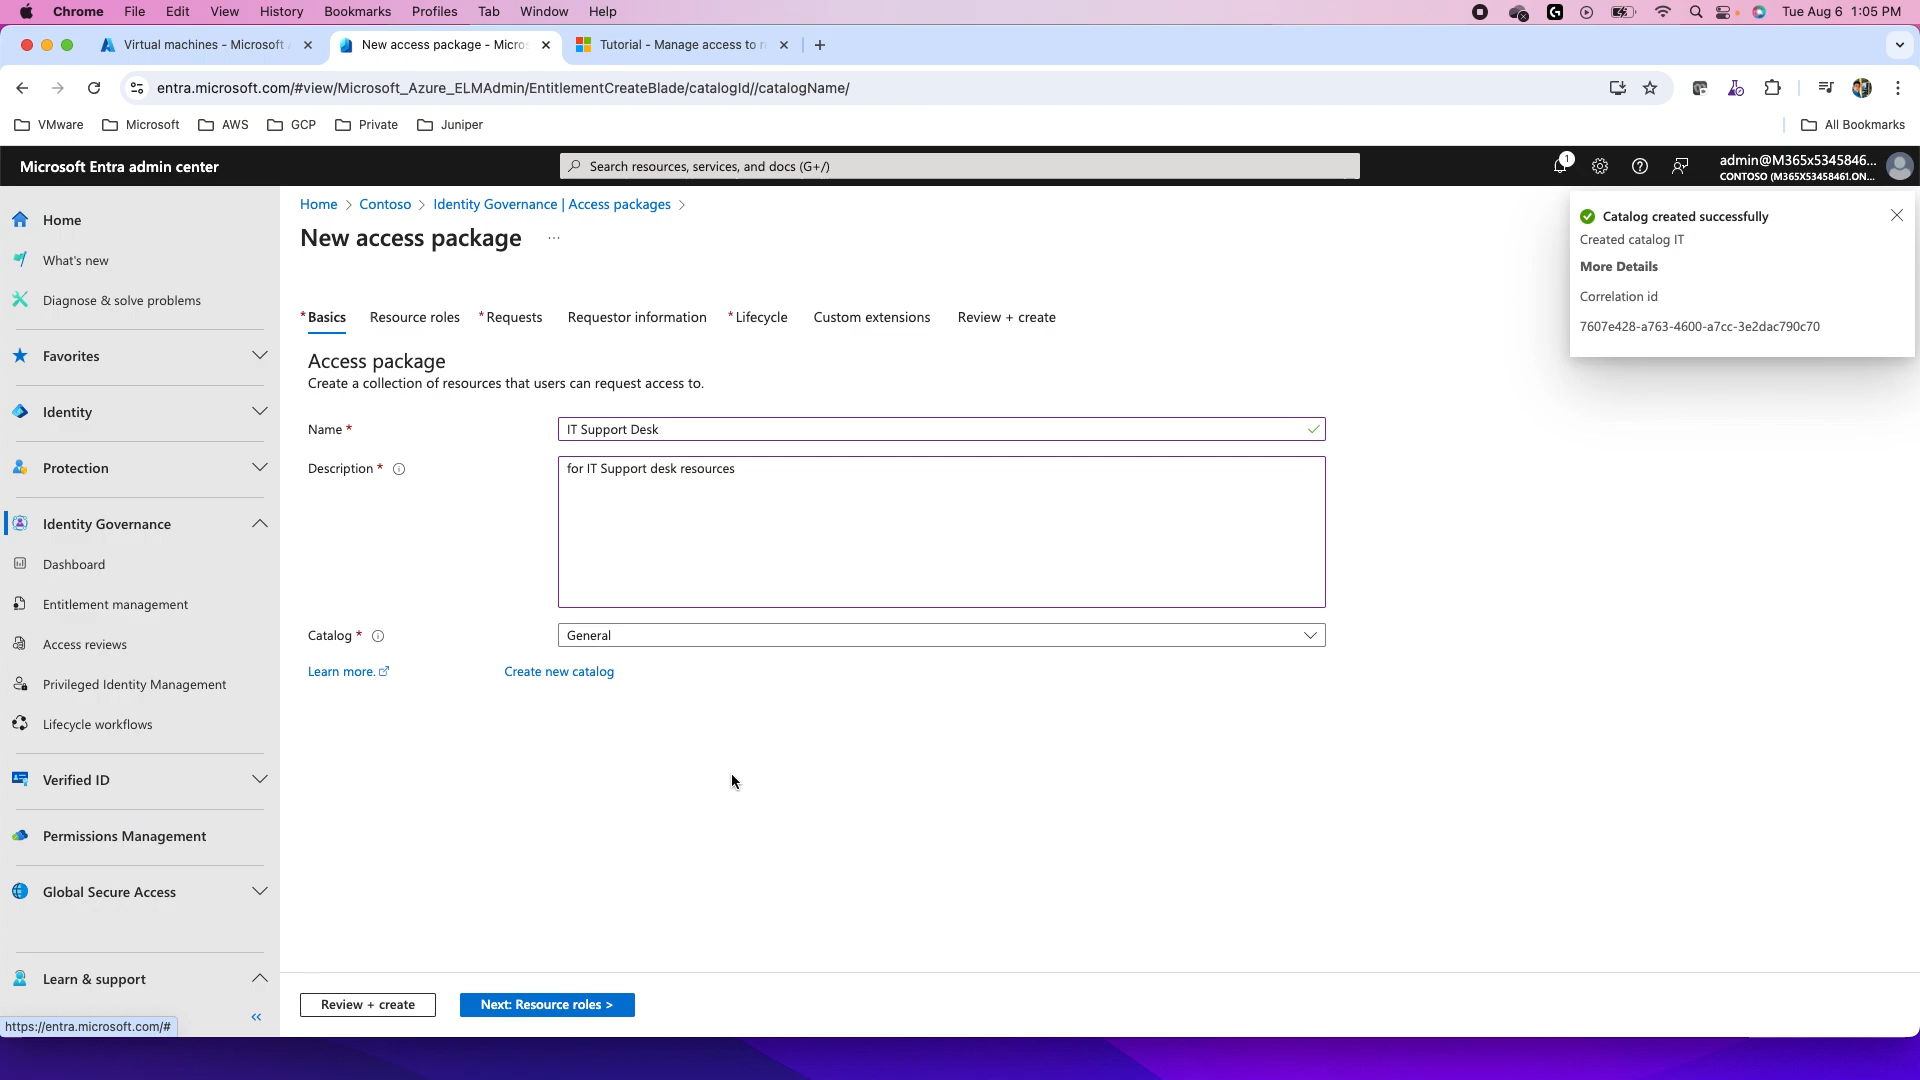 Chrome File Edit View History Bookmarks Profiles Tab Window Help Tue Aug 6 1:05 PM
Virtual machines - Microsoft New access package - Micros Tutorial - Manage access to r
entra.microsoft.com/#view/Microsoft_Azure_ELMAdmin/EntitlementCreateBlade/catalogId//catalogName/
VMware Microsoft AWS GCP Private Juniper All Bookmarks
Microsoft Entra admin center Search resources, services, and docs (G+/) 1 admin@M365x5345846...
CONTOSO (M365X53458461.ON...
Home
What's new
Diagnose & solve problems
Favorites
Identity
Protection
Identity Governance
Dashboard
Entitlement management
Access reviews
Privileged Identity Management
Lifecycle workflows
Verified ID
Permissions Management
Global Secure Access
Learn & support
«
https://entra.microsoft.com/#
Home > Contoso > Identity Governance | Access packages >
New access package ...
* Basics Resource roles * Requests Requestor information * Lifecycle Custom extensions Review + create
Access package
Create a collection of resources that users can request access to.
Name * IT Support Desk
Description * for IT Support desk resources
Catalog * General
Learn more. Create new catalog
Review + create Next: Resource roles >
Catalog created successfully
Created catalog IT
More Details
Correlation id
7607e428-a763-4600-a7cc-3e2dac790c70